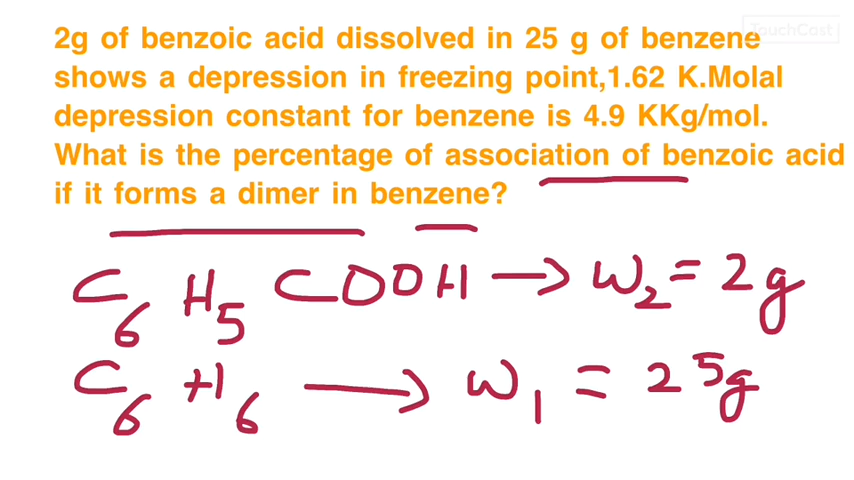 TouchCast
2g of benzoic acid dissolved in 25 g of benzene
shows a depression in freezing point,1.62 K.Molal
depression constant for benzene is 4.9 KKg/mol.
What is the percentage of association of benzoic acid
if it forms a dimer in benzene?
C₆H₅COOH → W₂ = 2g
C₆H₆ → W₁ = 25g